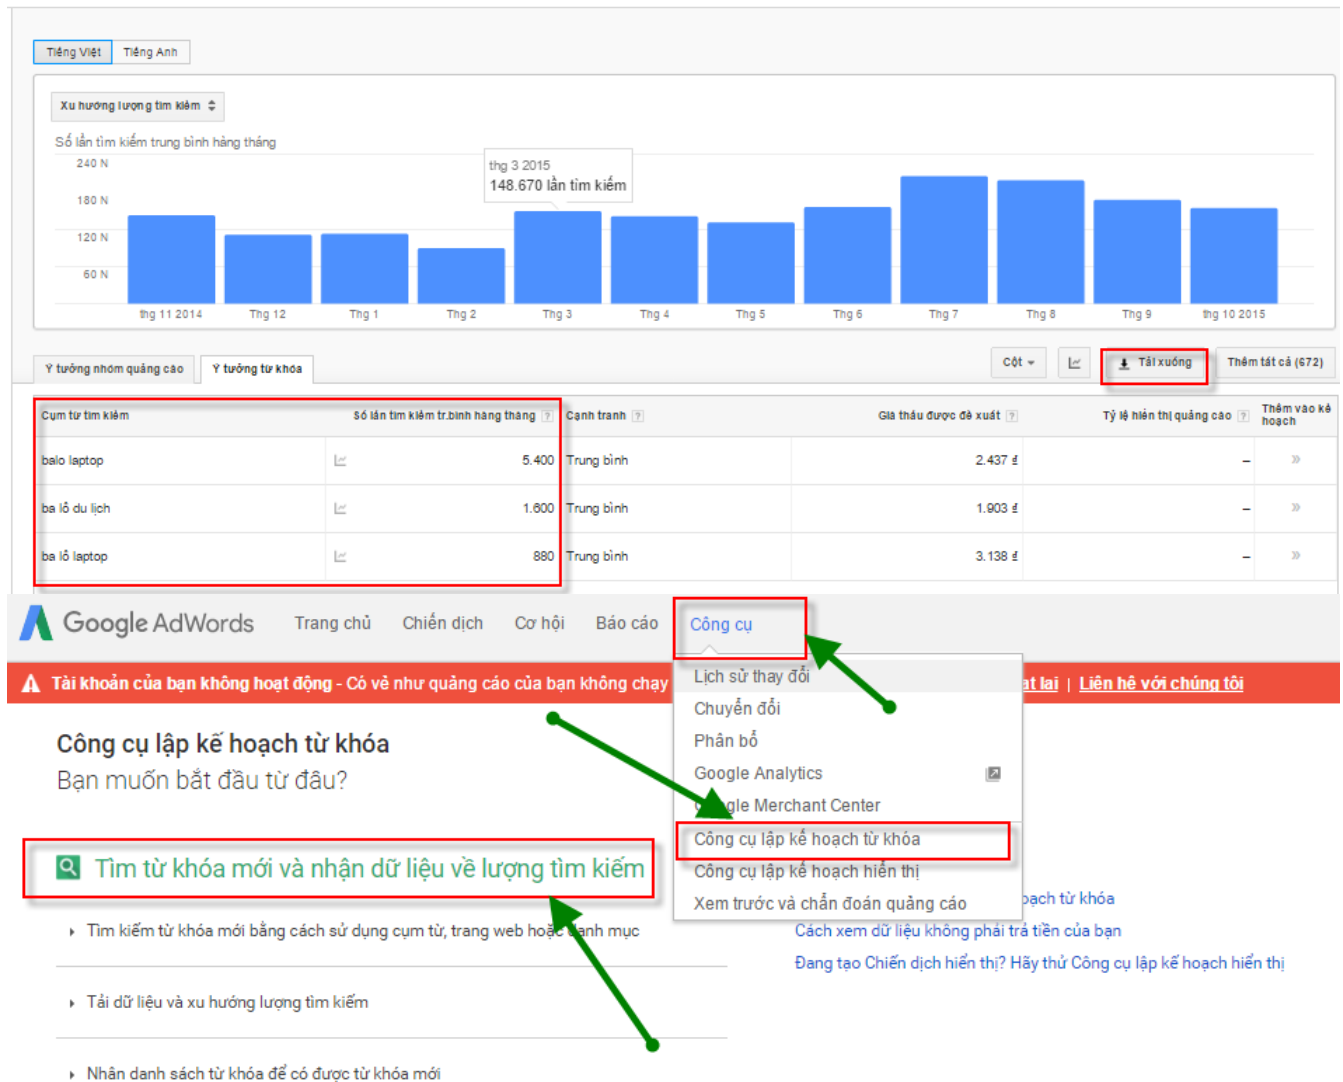 Tiếng Việt Tiếng Anh
Xu hướng lượng tìm kiếm
Số lần tìm kiếm trung bình hàng tháng
240 N
thg 3 2015
148.670 lần tìm kiếm
180 N
120 N
60 N
thg 11 2014 Thg 12 Thg 1 Thg 2 Thg 3 Thg 4 Thg 5 Thg 6 Thg 7 Thg 8 Thg 9 thg 10 2015
Ý tưởng nhóm quảng cáo Ý tưởng từ khóa Cột Tải xuống Thêm tất cả (672)
Cụm từ tìm kiếm Số lần tìm kiếm tr.bình hàng tháng ? Cạnh tranh ? Giá thầu được đề xuất ? Tỷ lệ hiển thị quảng cáo ? Thêm vào kế hoạch
balo laptop 5.400 Trung bình 2.437 ₫ – »
ba lô du lịch 1.600 Trung bình 1.903 ₫ – »
ba lô laptop 880 Trung bình 3.138 ₫ – »
Google AdWords Trang chủ Chiến dịch Cơ hội Báo cáo Công cụ
Tài khoản của bạn không hoạt động - Có vẻ như quảng cáo của bạn không chạy ạt lại | Liên hệ với chúng tôi
Lịch sử thay đổi
Chuyển đổi
Phân bổ
Google Analytics
Google Merchant Center
Công cụ lập kế hoạch từ khóa
Công cụ lập kế hoạch hiển thị
Xem trước và chẩn đoán quảng cáo
Công cụ lập kế hoạch từ khóa
Bạn muốn bắt đầu từ đâu?
Tìm từ khóa mới và nhận dữ liệu về lượng tìm kiếm
Tìm kiếm từ khóa mới bằng cách sử dụng cụm từ, trang web hoặc danh mục
Tải dữ liệu và xu hướng lượng tìm kiếm
Nhân danh sách từ khóa để có được từ khóa mới
oạch từ khóa
Cách xem dữ liệu không phải trả tiền của bạn
Đang tạo Chiến dịch hiển thị? Hãy thử Công cụ lập kế hoạch hiển thị